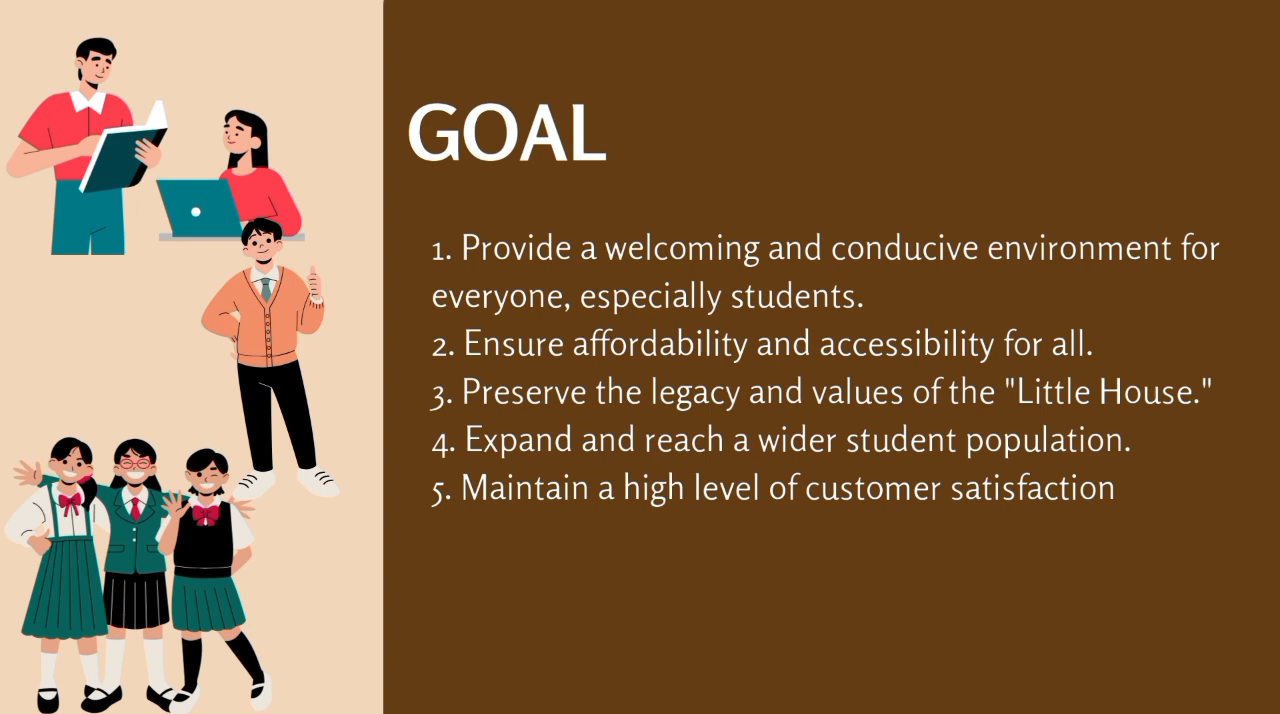 GOAL
1. Provide a welcoming and conducive environment for
everyone, especially students.
2. Ensure affordability and accessibility for all.
3. Preserve the legacy and values of the "Little House."
4. Expand and reach a wider student population.
5. Maintain a high level of customer satisfaction